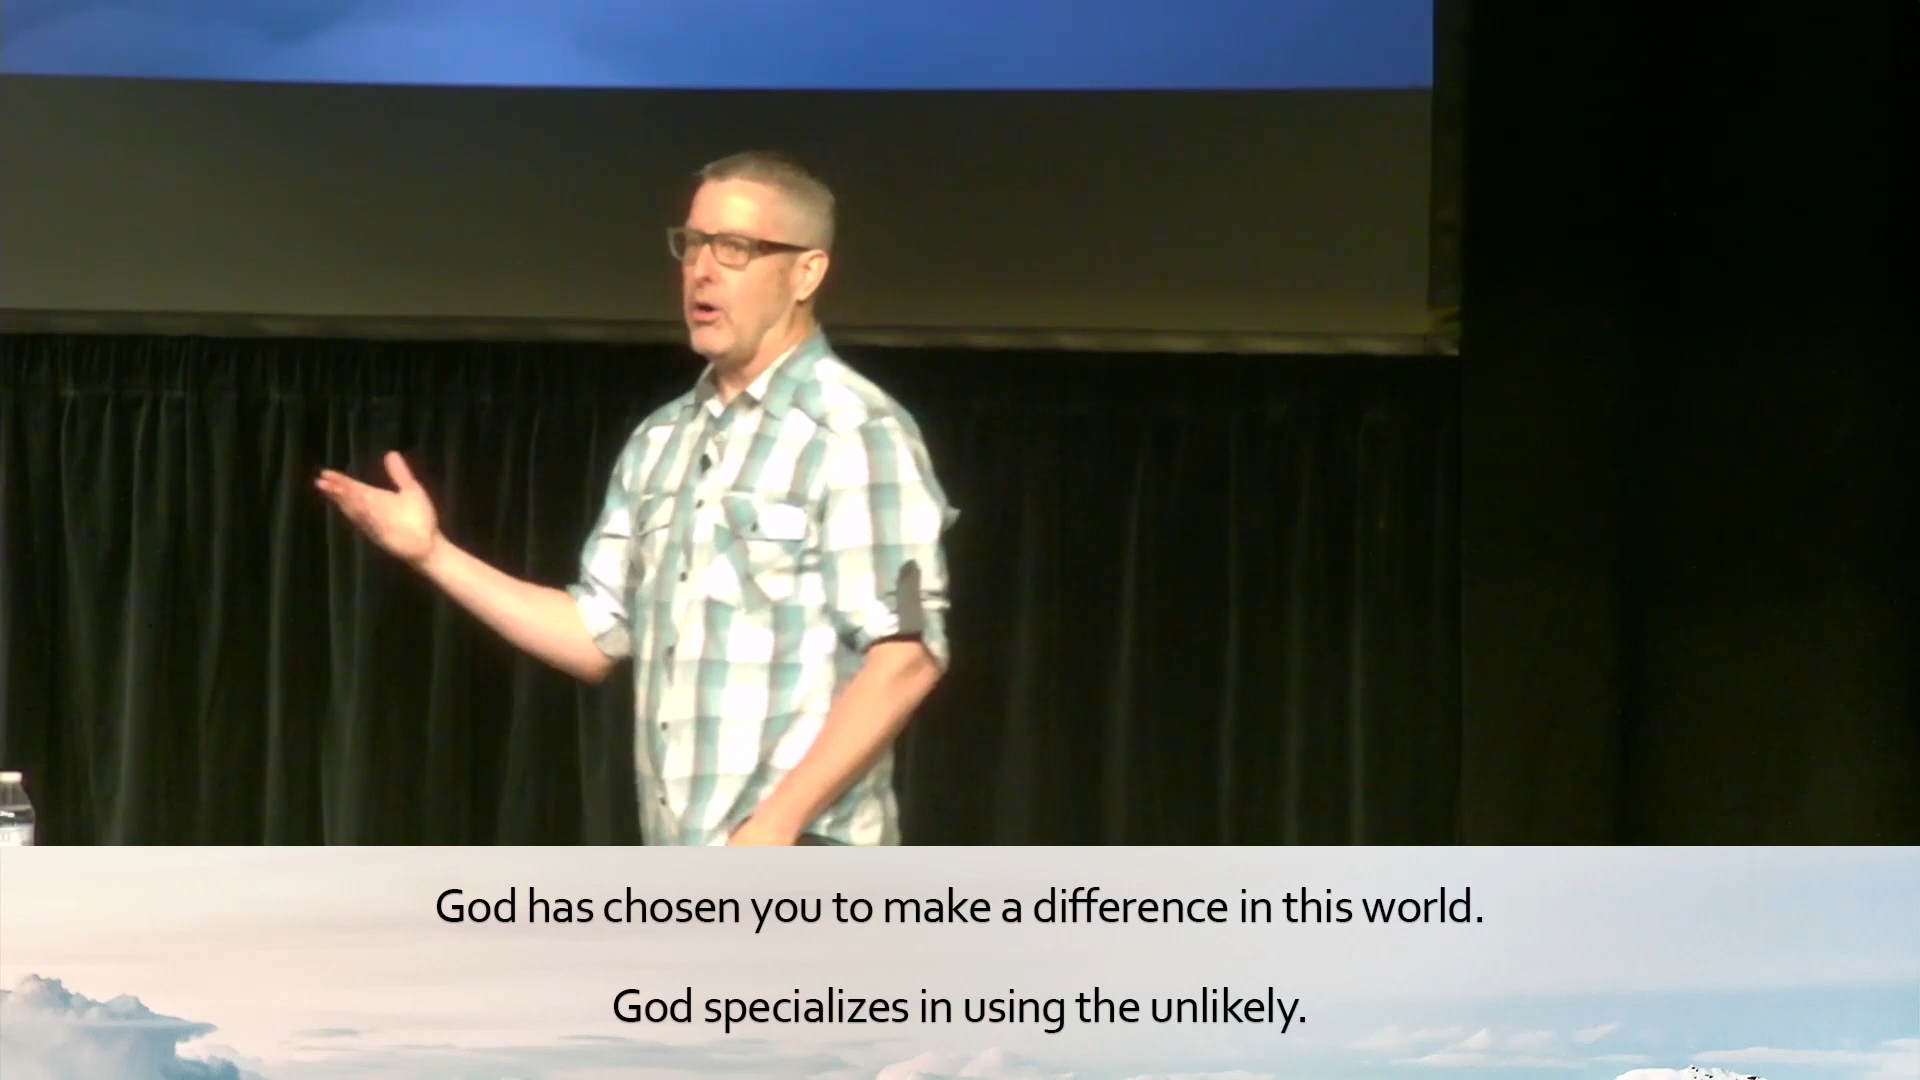 God has chosen you to make a difference in this world.
God specializes in using the unlikely.